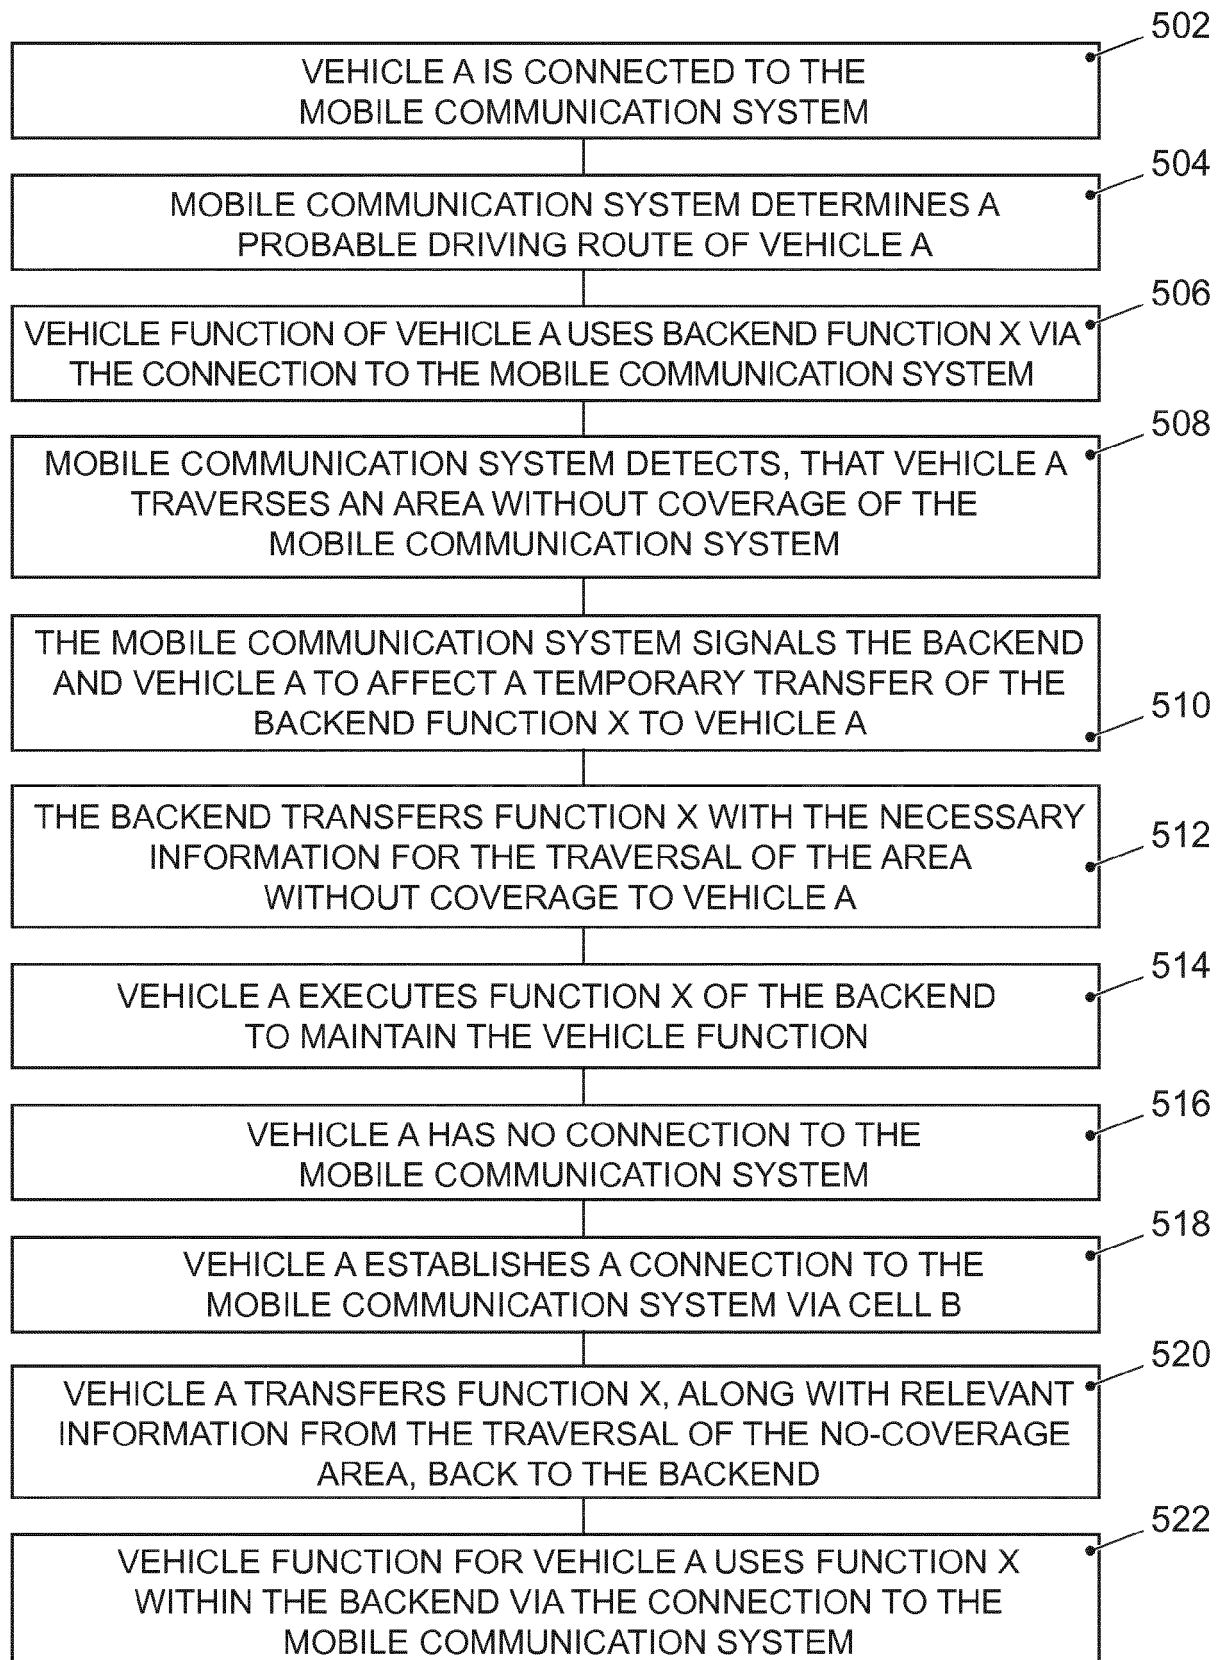 502
VEHICLE A IS CONNECTED TO THE
MOBILE COMMUNICATION SYSTEM
504
MOBILE COMMUNICATION SYSTEM DETERMINES A
PROBABLE DRIVING ROUTE OF VEHICLE A
506
VEHICLE FUNCTION OF VEHICLE A USES BACKEND FUNCTION X VIA
THE CONNECTION TO THE MOBILE COMMUNICATION SYSTEM
508
MOBILE COMMUNICATION SYSTEM DETECTS, THAT VEHICLE A
TRAVERSES AN AREA WITHOUT COVERAGE OF THE
MOBILE COMMUNICATION SYSTEM
THE MOBILE COMMUNICATION SYSTEM SIGNALS THE BACKEND
AND VEHICLE A TO AFFECT A TEMPORARY TRANSFER OF THE
BACKEND FUNCTION X TO VEHICLE A
510
THE BACKEND TRANSFERS FUNCTION X WITH THE NECESSARY
INFORMATION FOR THE TRAVERSAL OF THE AREA
WITHOUT COVERAGE TO VEHICLE A
512
514
VEHICLE A EXECUTES FUNCTION X OF THE BACKEND
TO MAINTAIN THE VEHICLE FUNCTION
516
VEHICLE A HAS NO CONNECTION TO THE
MOBILE COMMUNICATION SYSTEM
518
VEHICLE A ESTABLISHES A CONNECTION TO THE
MOBILE COMMUNICATION SYSTEM VIA CELL B
520
VEHICLE A TRANSFERS FUNCTION X, ALONG WITH RELEVANT
INFORMATION FROM THE TRAVERSAL OF THE NO-COVERAGE
AREA, BACK TO THE BACKEND
522
VEHICLE FUNCTION FOR VEHICLE A USES FUNCTION X
WITHIN THE BACKEND VIA THE CONNECTION TO THE
MOBILE COMMUNICATION SYSTEM